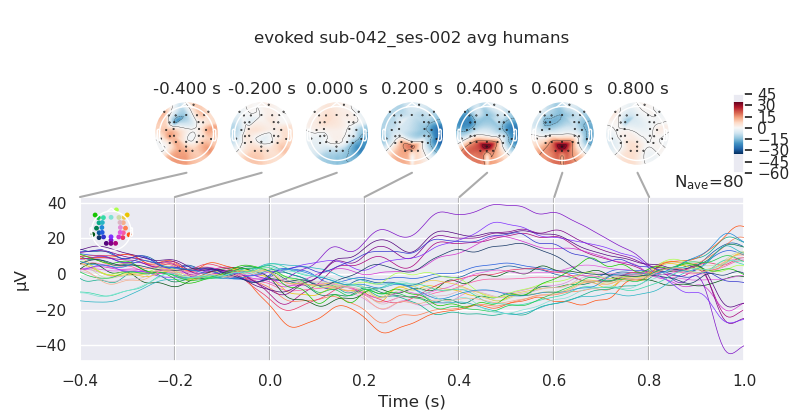 evoked sub-042_ses-002 avg humans
-0.400 s -0.200 s 0.000 s 0.200 s 0.400 s 0.600 s 0.800 s
45
30
15
0
−15
−30
−45
−60
Nave=80
µV
40
20
0
−20
−40
−0.4 −0.2 0.0 0.2 0.4 0.6 0.8 1.0
Time (s)